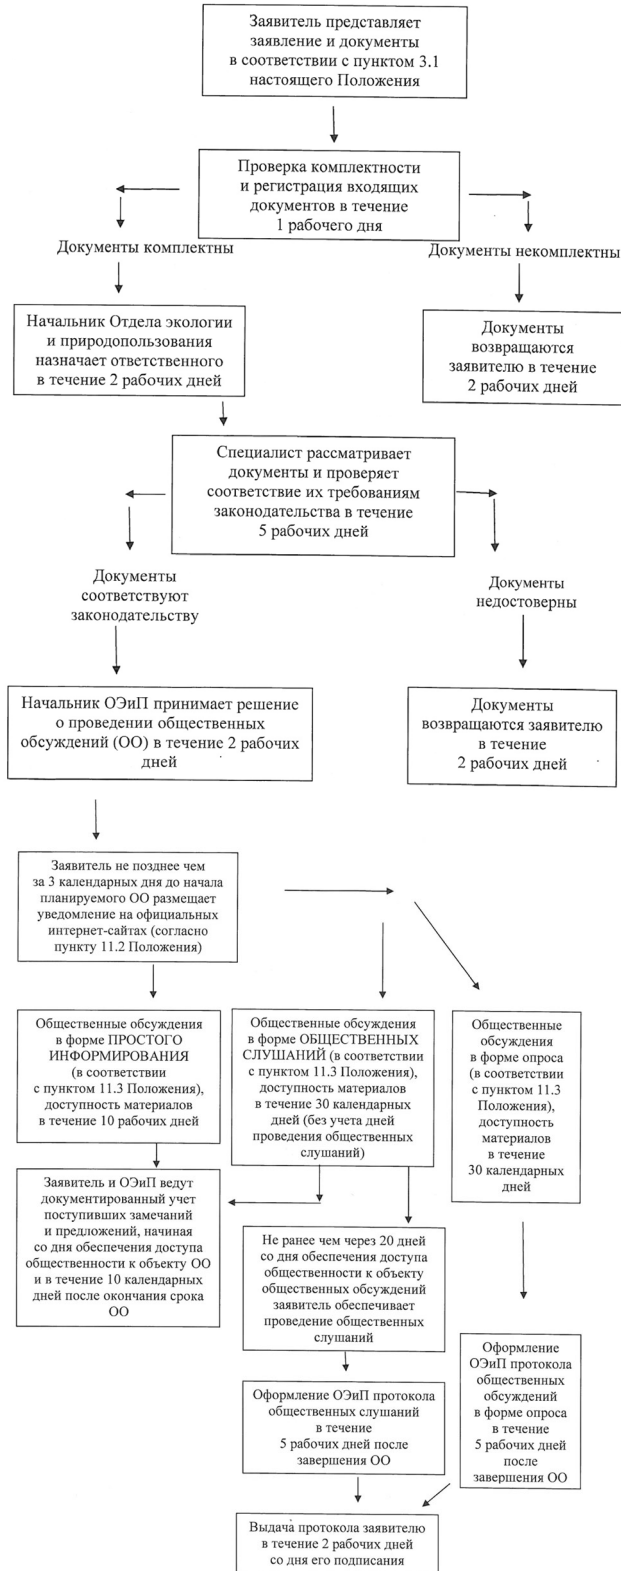 Заявитель представляет
заявление и документы
в соответствии с пунктом 3.1
настоящего Положения
Проверка комплектности
и регистрация входящих
документов в течение
1 рабочего дня
Документы комплектны
Документы некомплектны
Начальник Отдела экологии
и природопользования
назначает ответственного
в течение 2 рабочих дней
Документы
возвращаются
заявителю в течение
2 рабочих дней
Специалист рассматривает
документы и проверяет
соответствие их требованиям
законодательства в течение
5 рабочих дней
Документы
соответствуют
законодательству
Документы
недостоверны
Начальник ОЭиП принимает решение
о проведении общественных
обсуждений (ОО) в течение 2 рабочих
дней
Документы
возвращаются заявителю
в течение
2 рабочих дней
Заявитель не позднее чем
за 3 календарных дня до начала
планируемого ОО размещает
уведомление на официальных
интернет-сайтах (согласно
пункту 11.2 Положения)
Общественные обсуждения
в форме ПРОСТОГО
ИНФОРМИРОВАНИЯ
(в соответствии
с пунктом 11.3 Положения),
доступность материалов
в течение 10 рабочих дней
Общественные обсуждения
в форме ОБЩЕСТВЕННЫХ
СЛУШАНИЙ (в соответствии
с пунктом 11.3 Положения),
доступность материалов
в течение 30 календарных
дней (без учета дней
проведения общественных
слушаний)
Общественные
обсуждения
в форме опроса
(в соответствии
с пунктом 11.3
Положения),
доступность
материалов
в течение
30 календарных
дней
Заявитель и ОЭиП ведут
документированный учет
поступивших замечаний
и предложений, начиная
со дня обеспечения доступа
общественности к объекту ОО
и в течение 10 календарных
дней после окончания срока
ОО
Не ранее чем через 20 дней
со дня обеспечения доступа
общественности к объекту
общественных обсуждений
заявитель обеспечивает
проведение общественных
слушаний
Оформление
ОЭиП протокола
общественных
обсуждений
в форме опроса
в течение
5 рабочих дней
после
завершения ОО
Оформление ОЭиП протокола
общественных слушаний
в течение
5 рабочих дней после
завершения ОО
Выдача протокола заявителю
в течение 2 рабочих дней
со дня его подписания